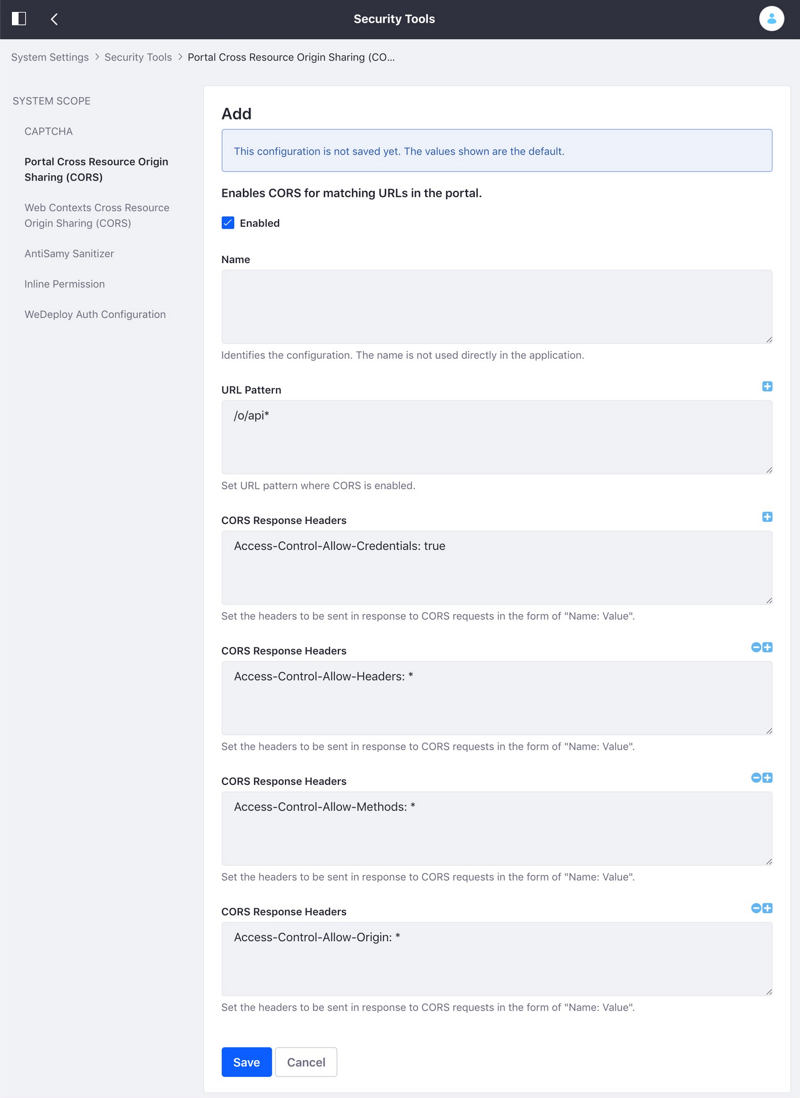 Security Tools
System Settings > Security Tools > Portal Cross Resource Origin Sharing (CO...
SYSTEM SCOPE
CAPTCHA
Portal Cross Resource Origin
Sharing (CORS)
Web Contexts Cross Resource
Origin Sharing (CORS)
AntiSamy Sanitizer
Inline Permission
WeDeploy Auth Configuration
Add
This configuration is not saved yet. The values shown are the default.
Enables CORS for matching URLs in the portal.
Enabled
Name
Identifies the configuration. The name is not used directly in the application.
URL Pattern
/o/api*
Set URL pattern where CORS is enabled.
CORS Response Headers
Access-Control-Allow-Credentials: true
Set the headers to be sent in response to CORS requests in the form of "Name: Value".
CORS Response Headers
Access-Control-Allow-Headers: *
Set the headers to be sent in response to CORS requests in the form of "Name: Value".
CORS Response Headers
Access-Control-Allow-Methods: *
Set the headers to be sent in response to CORS requests in the form of "Name: Value".
CORS Response Headers
Access-Control-Allow-Origin: *
Set the headers to be sent in response to CORS requests in the form of "Name: Value".
Save Cancel